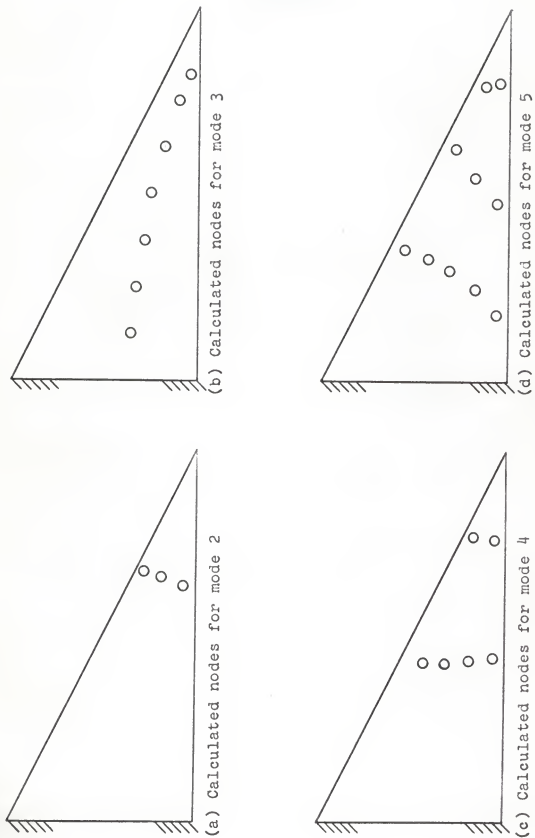 (a) Calculated nodes for mode 2
(b) Calculated nodes for mode 3
(c) Calculated nodes for mode 4
(d) Calculated nodes for mode 5